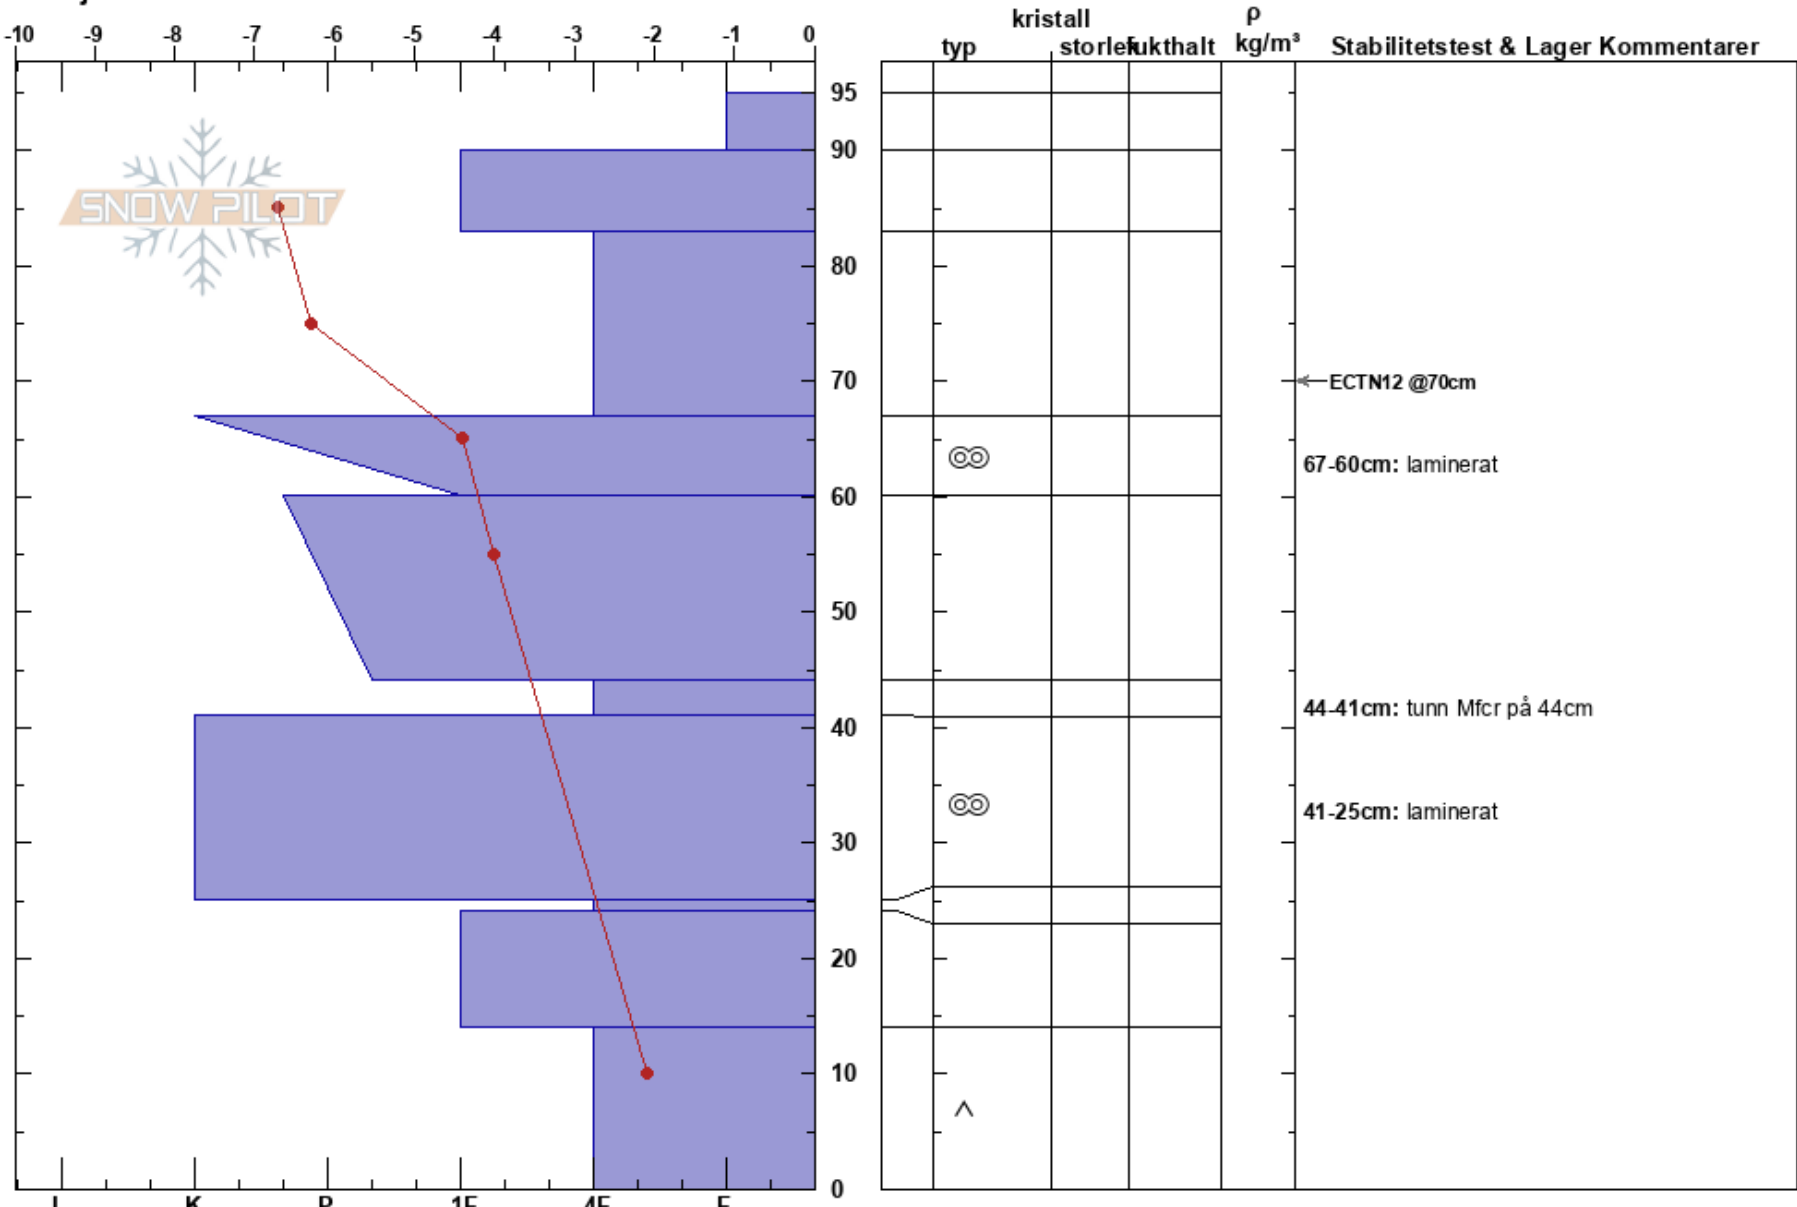 kristall
ρ
-10 -9 -8 -7 -6 -5 -4 -3 -2 -1 0
typ storlek fukthalt kg/m³ Stabilitetstest & Lager Kommentarer
95
90
SNOW PILOT
80
70
ECTN12 @70cm
67-60cm: laminerat
60
50
44-41cm: tunn Mfcr på 44cm
40
41-25cm: laminerat
30
20
10
0
I K P 1F 4F F